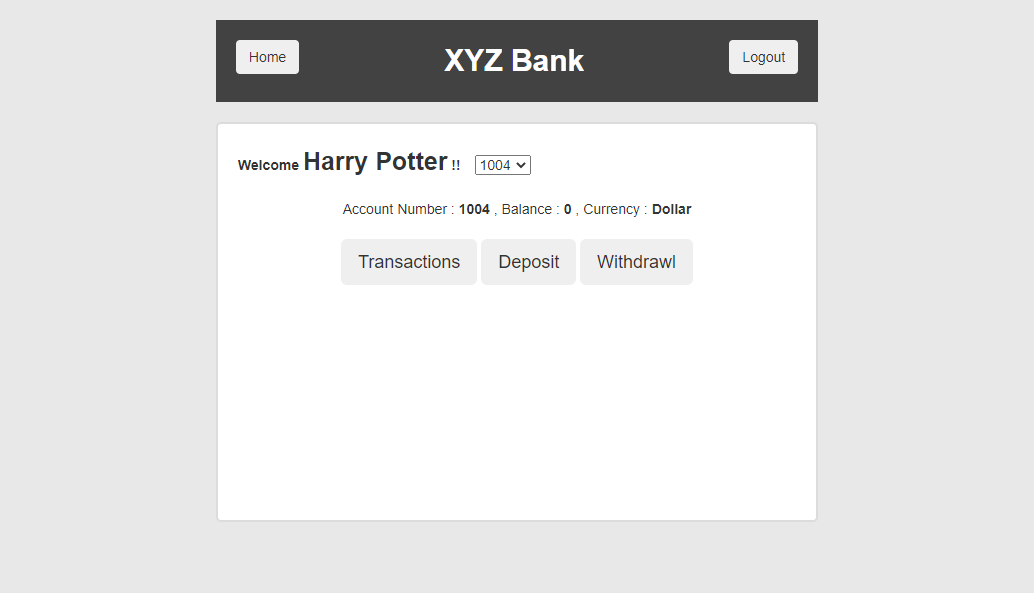 Home XYZ Bank Logout
Welcome Harry Potter !! 1004
Account Number : 1004 , Balance : 0 , Currency : Dollar
Transactions Deposit Withdrawl